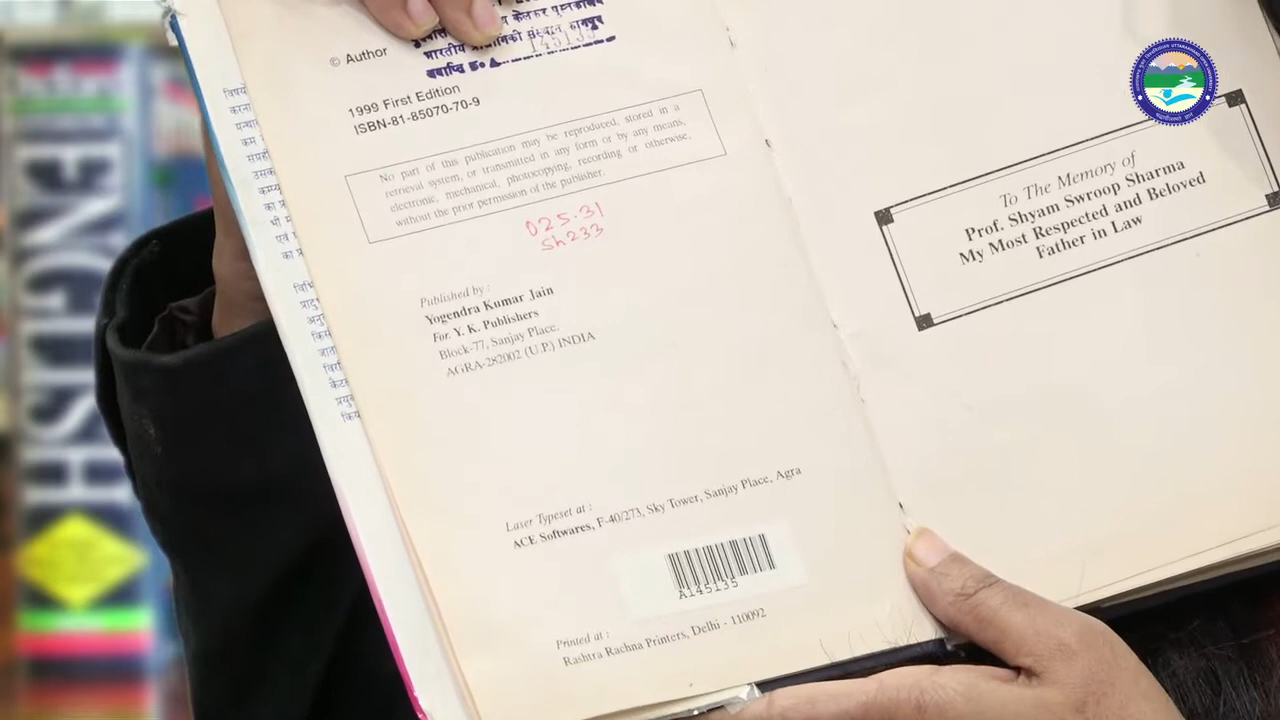 © Author
भारतीय
1999 First Edition
ISBN-81-85070-70-9
No part of this publication may be reproduced, stored in a
retrieval system, or transmitted in any form or by any means,
electronic, mechanical, photocopying, recording or otherwise,
without the prior permission of the publisher.
025.31
Sh233
Published by :
Yogendra Kumar Jain
For. Y. K. Publishers
Block-77, Sanjay Place,
AGRA-282002 (U.P.) INDIA
Laser Typeset at :
ACE Softwares, F-40/273, Sky Tower, Sanjay Place, Agra
A145135
Printed at :
Rashtra Rachna Printers, Delhi - 110092
To The Memory of
Prof. Shyam Swroop Sharma
My Most Respected and Beloved
Father in Law
ENGLISH